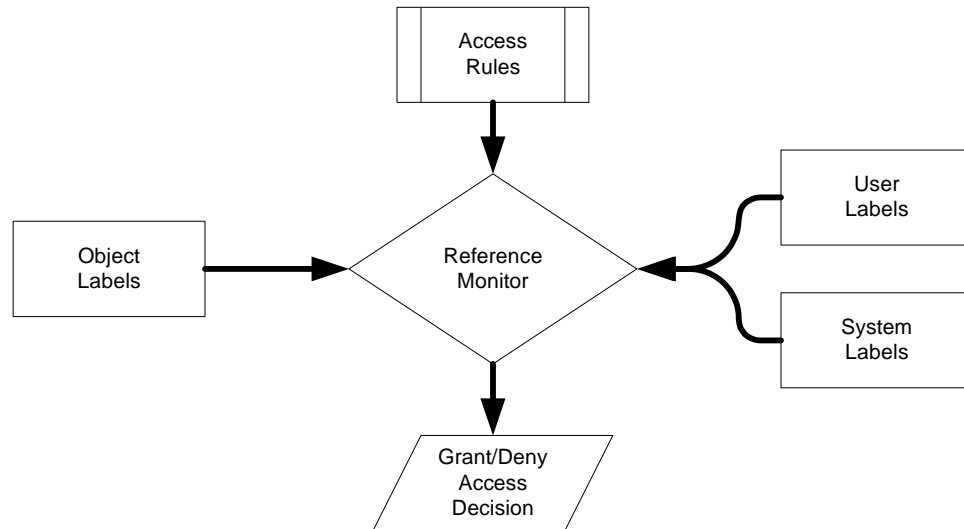 Access
Rules
User
Labels
Object
Labels
Reference
Monitor
System
Labels
Grant/Deny
Access
Decision